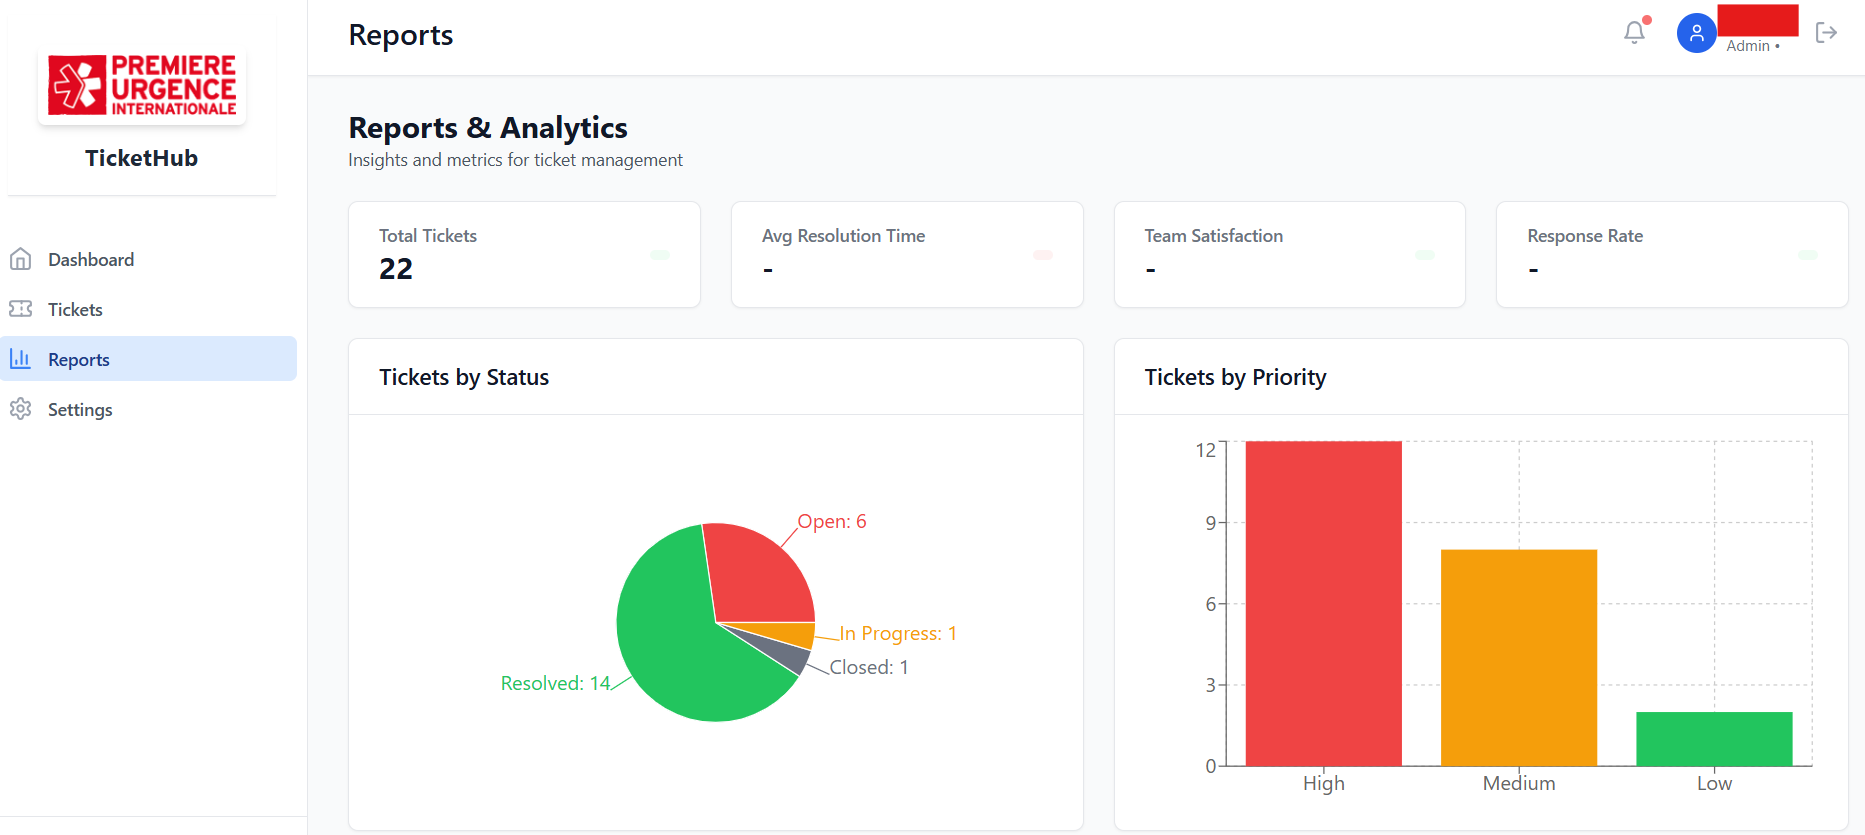 PREMIERE
URGENCE
INTERNATIONALE
TicketHub
Dashboard
Tickets
Reports
Settings
Reports
Admin •
Reports & Analytics
Insights and metrics for ticket management
Total Tickets
22
Avg Resolution Time
-
Team Satisfaction
-
Response Rate
-
Tickets by Status
Open: 6
In Progress: 1
Closed: 1
Resolved: 14
Tickets by Priority
12
9
6
3
0
High Medium Low